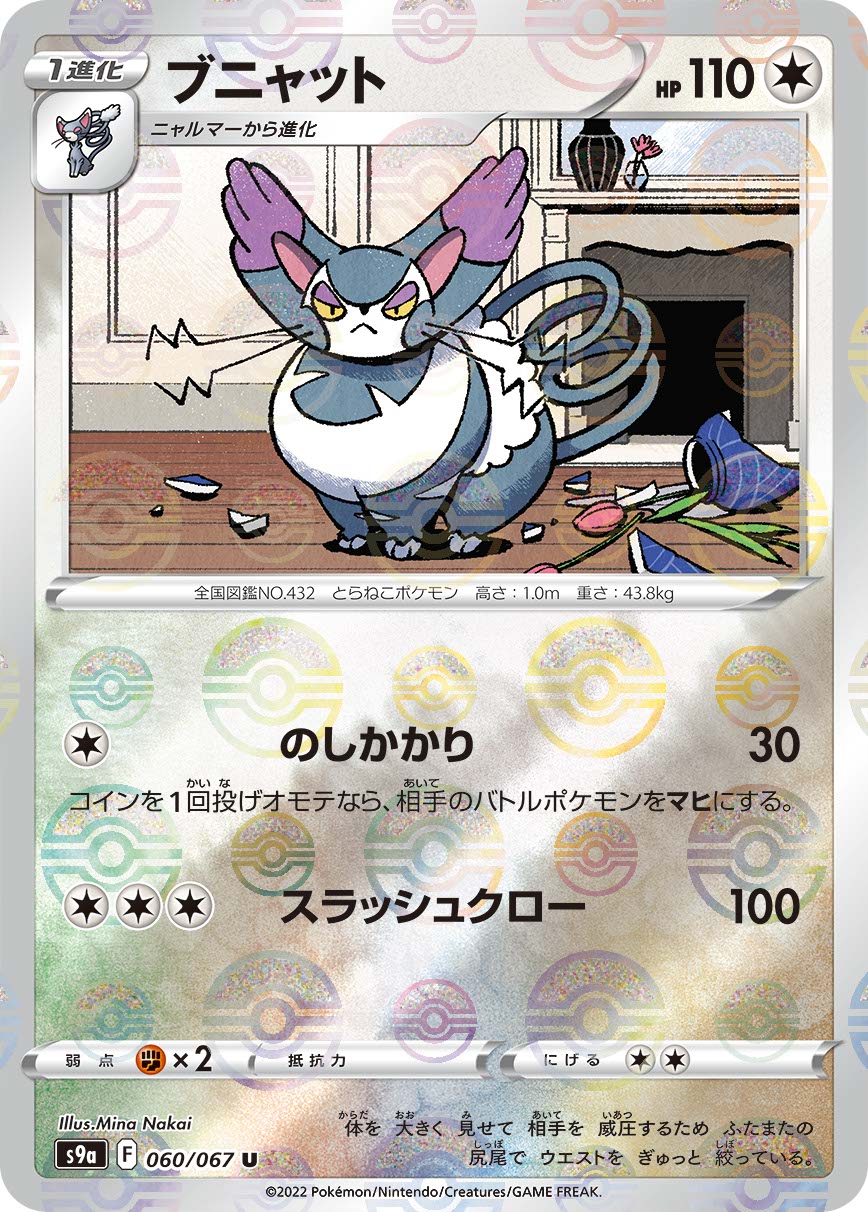 1進化
ブニャット
HP 110
ニャルマーから進化
全国図鑑NO.432 とらねこポケモン 高さ：1.0m 重さ：43.8kg
のしかかり 30
コインを1回投げオモテなら、相手のバトルポケモンをマヒにする。
スラッシュクロー 100
弱点 ×2 抵抗力 にげる
Illus.Mina Nakai
体を 大きく 見せて 相手を 威圧するため ふたまたの
尻尾で ウエストを ぎゅっと 絞っている。
s9a F 060/067 U
©2022 Pokémon/Nintendo/Creatures/GAME FREAK.